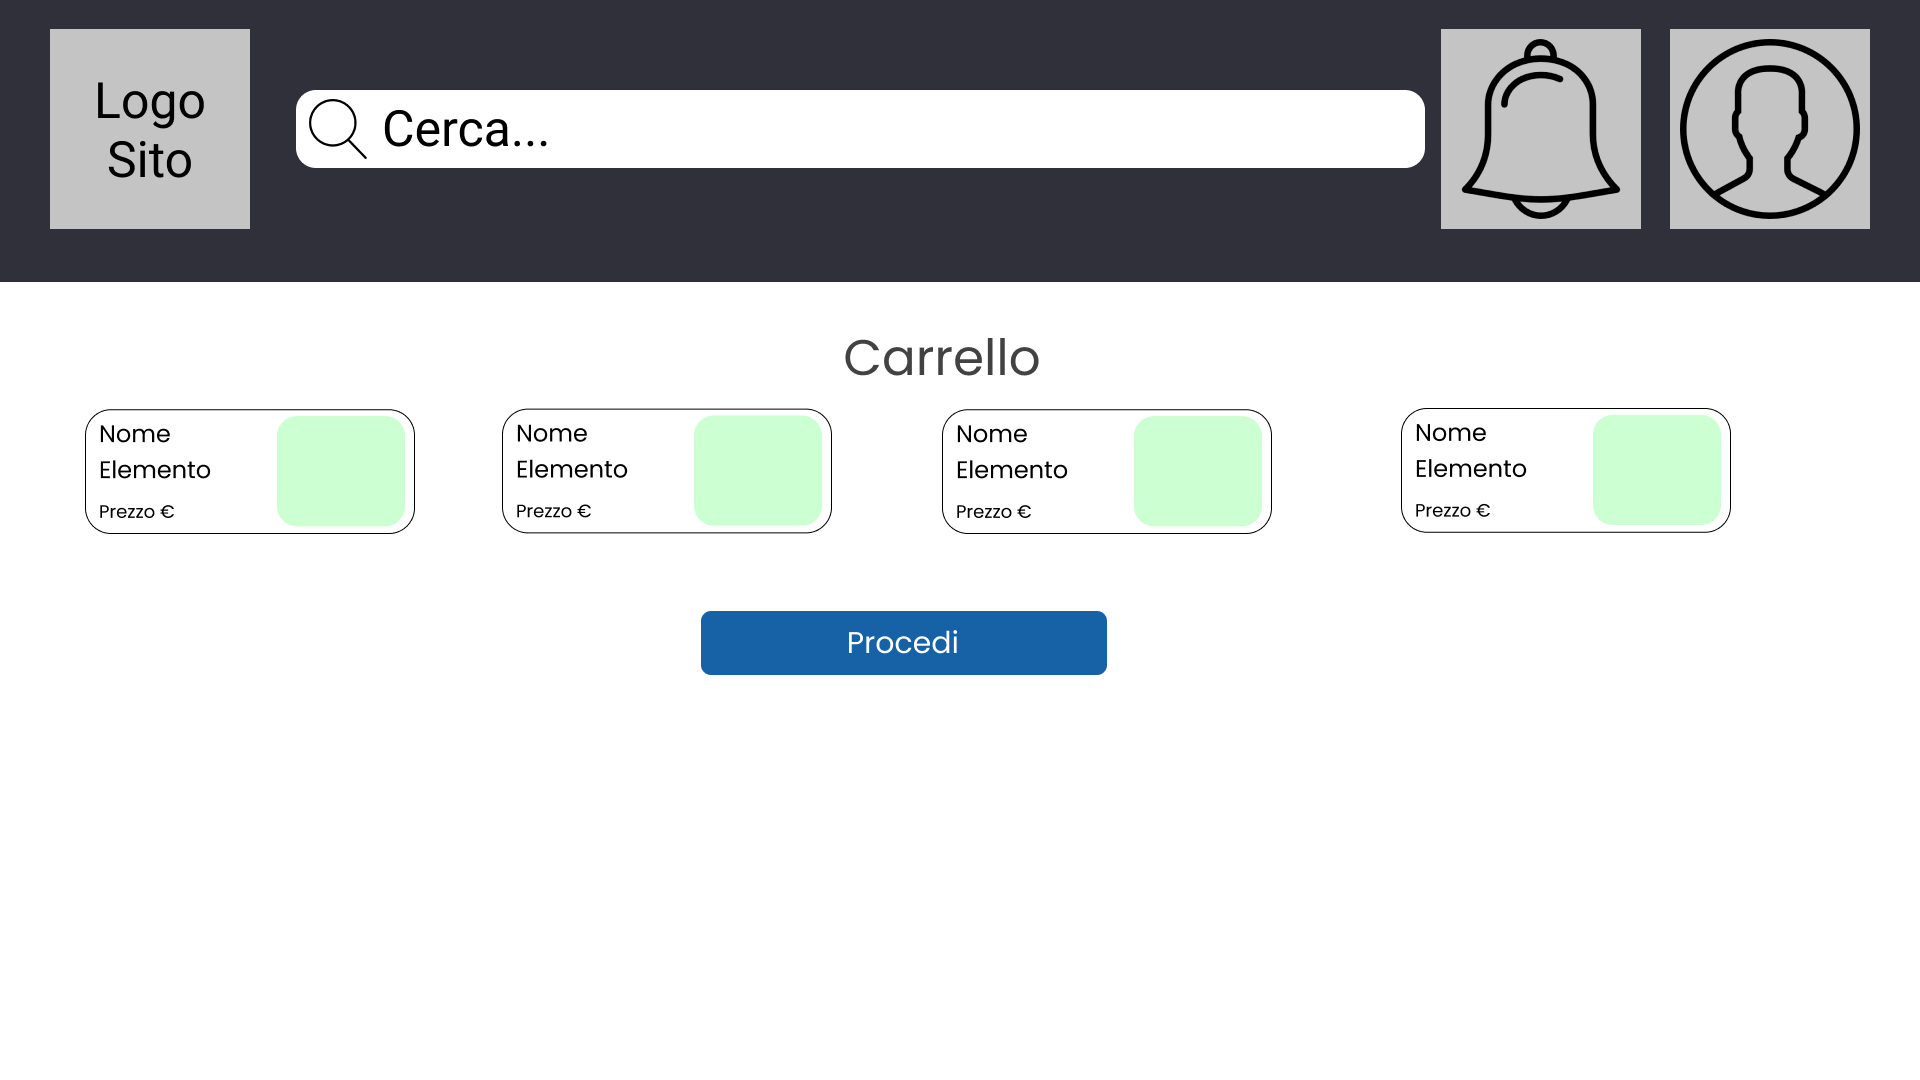 Logo
Sito
Cerca...
Carrello
Nome
Elemento
Prezzo €
Nome
Elemento
Prezzo €
Nome
Elemento
Prezzo €
Nome
Elemento
Prezzo €
Procedi